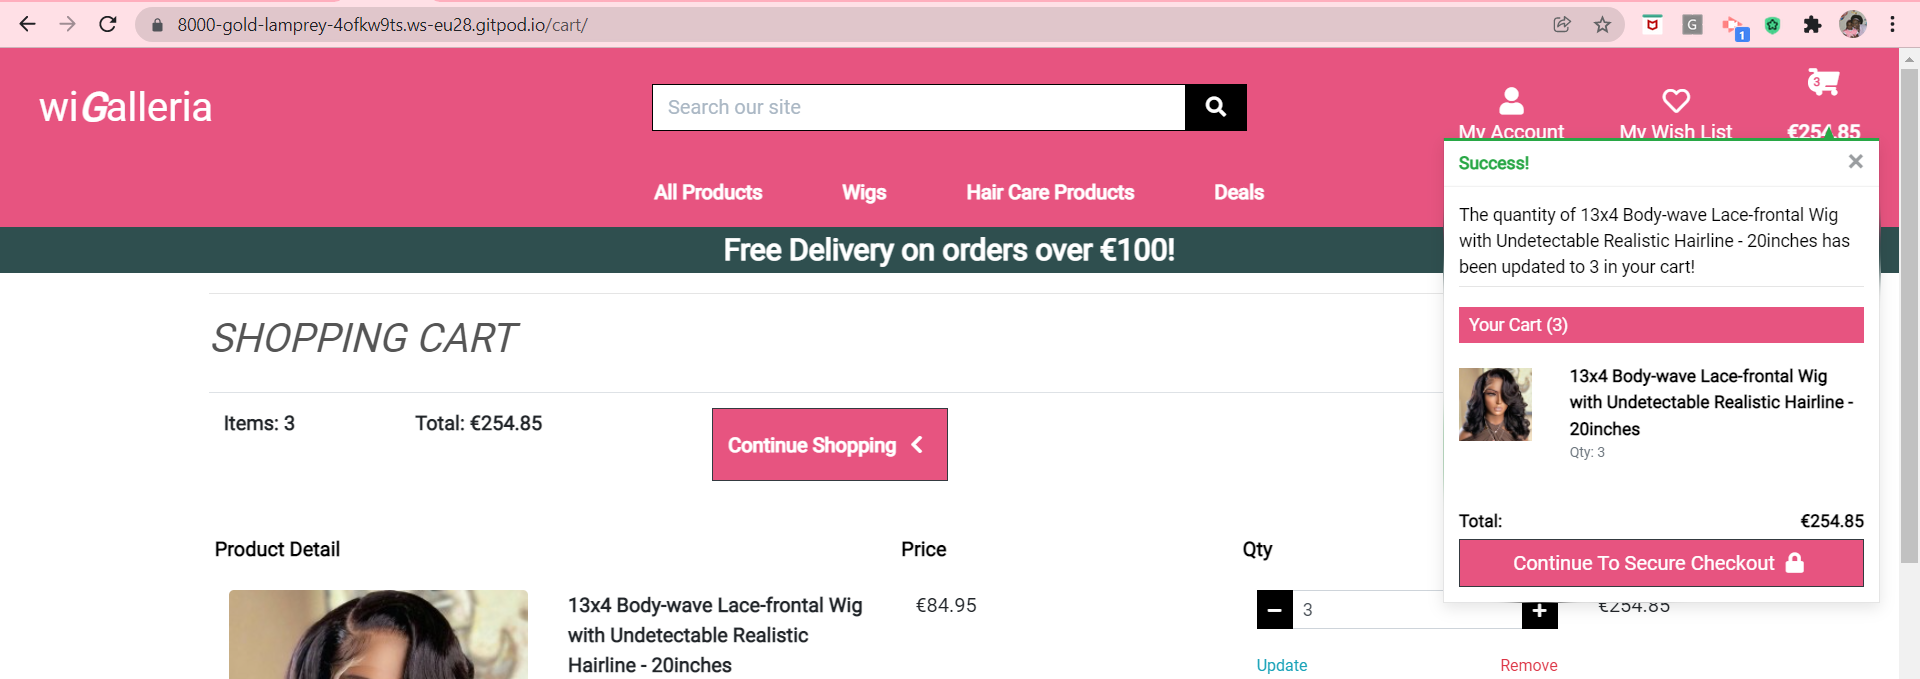 8000-gold-lamprey-4ofkw9ts.ws-eu28.gitpod.io/cart/
G
1
wiGalleria
Search our site
My Account
My Wish List
3
€254.85
All Products
Wigs
Hair Care Products
Deals
Free Delivery on orders over €100!
Success!
×
The quantity of 13x4 Body-wave Lace-frontal Wig
with Undetectable Realistic Hairline - 20inches has
been updated to 3 in your cart!
Your Cart (3)
13x4 Body-wave Lace-frontal Wig
with Undetectable Realistic Hairline -
20inches
Qty: 3
Total: €254.85
Continue To Secure Checkout
SHOPPING CART
Items: 3
Total: €254.85
Continue Shopping
Product Detail
Price
Qty
13x4 Body-wave Lace-frontal Wig
with Undetectable Realistic
Hairline - 20inches
€84.95
3
€254.85
Update
Remove